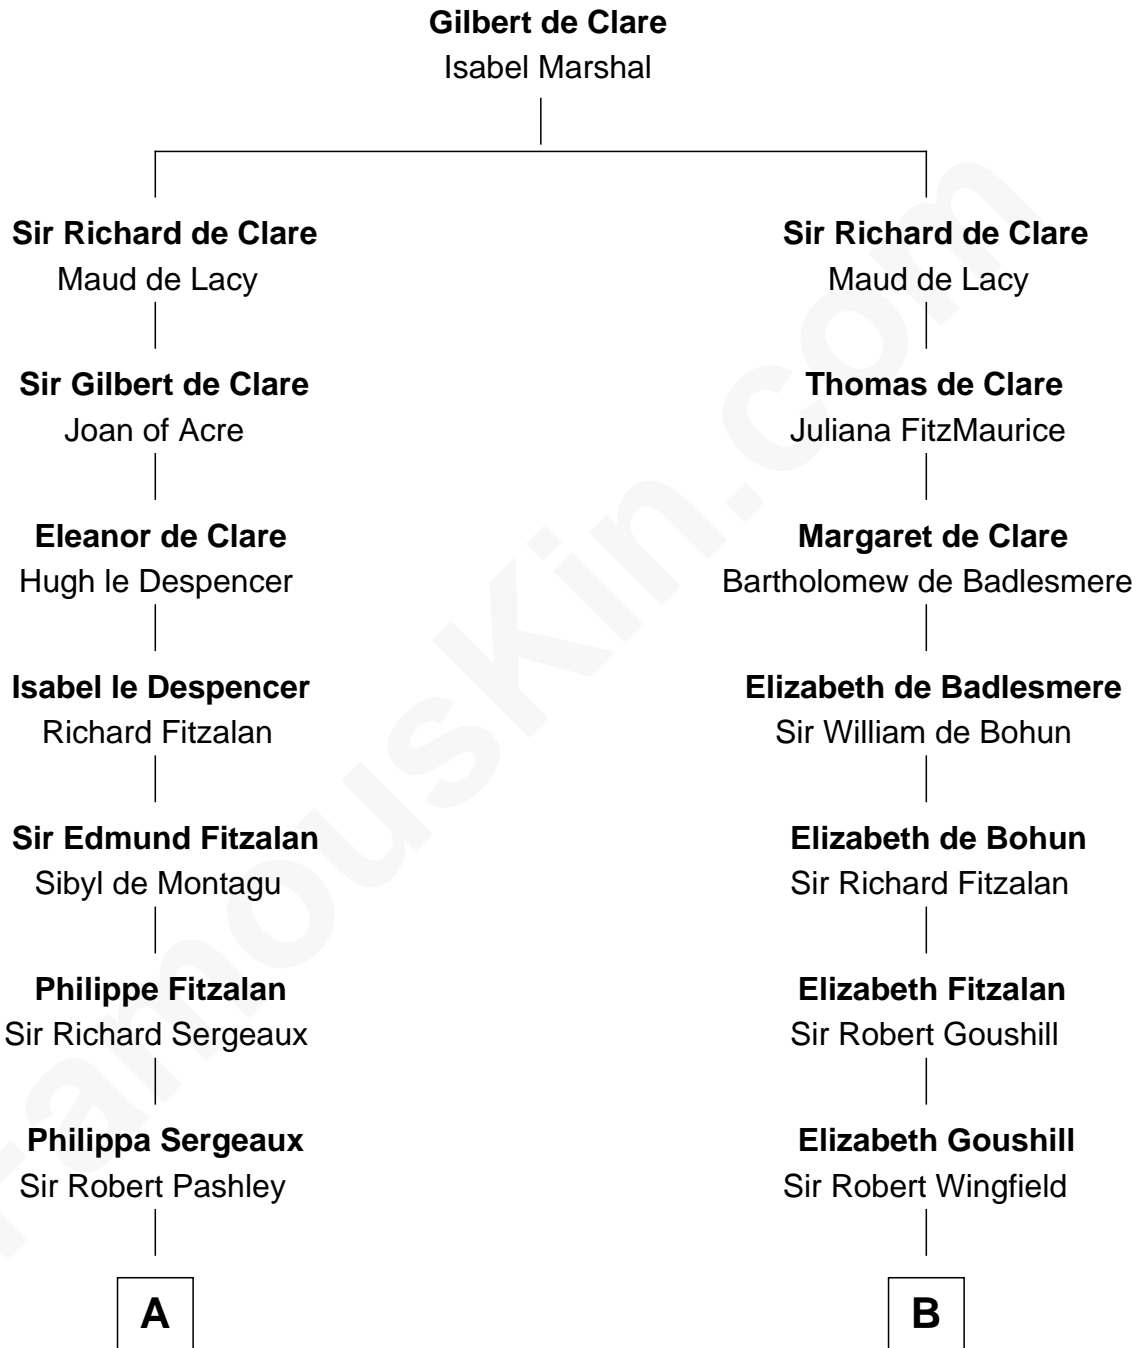 Gilbert de Clare
Isabel Marshal
Sir Richard de Clare
Maud de Lacy
Sir Richard de Clare
Maud de Lacy
Sir Gilbert de Clare
Joan of Acre
Thomas de Clare
Juliana FitzMaurice
Eleanor de Clare
Hugh le Despencer
Margaret de Clare
Bartholomew de Badlesmere
Isabel le Despencer
Richard Fitzalan
Elizabeth de Badlesmere
Sir William de Bohun
Sir Edmund Fitzalan
Sibyl de Montagu
Elizabeth de Bohun
Sir Richard Fitzalan
Philippe Fitzalan
Sir Richard Sergeaux
Elizabeth Fitzalan
Sir Robert Goushill
Philippa Sergeaux
Sir Robert Pashley
Elizabeth Goushill
Sir Robert Wingfield
A
B
FamousKin.com